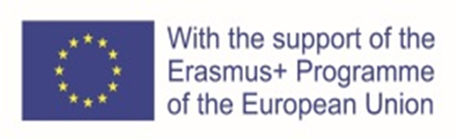 With the support of the
Erasmus+ Programme
of the European Union